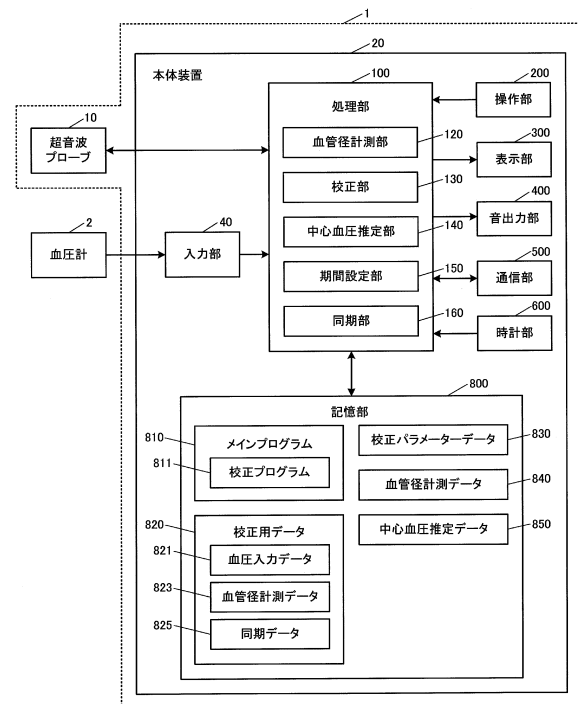 1
20
本体装置
100
処理部
200
操作部
10
超音波
プローブ
血管径計測部
120
300
表示部
校正部
130
400
音出力部
2
血圧計
40
入力部
中心血圧推定部
140
期間設定部
150
500
通信部
同期部
160
600
時計部
800
記憶部
810
メインプログラム
811
校正プログラム
校正パラメーターデータ
830
血管径計測データ
840
820
校正用データ
中心血圧推定データ
850
821
血圧入力データ
823
血管径計測データ
825
同期データ